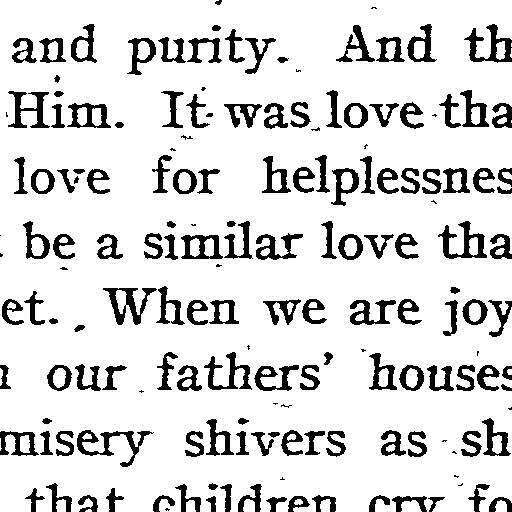 and purity. And th
Him. It was love tha
love for helplessnes
be a similar love tha
et. When we are joy
our fathers' houses
misery shivers as sh
that children cry fo